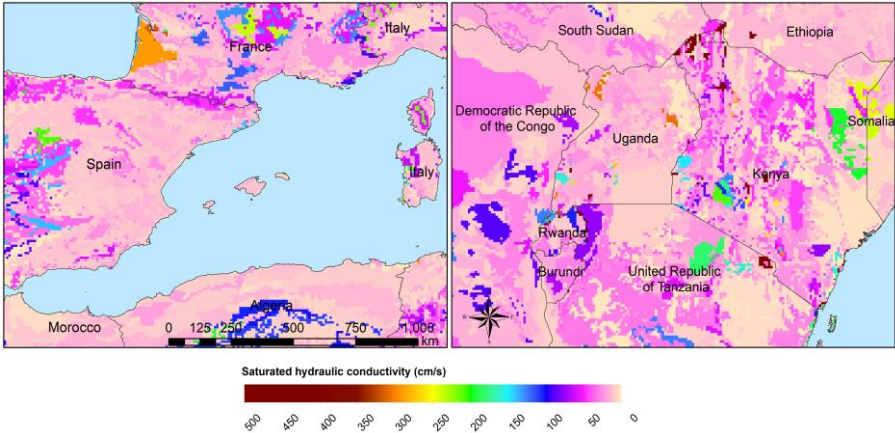 France
Italy
Spain
Italy
Algeria
Morocco
0 125 250 500 750 1,000
km
South Sudan
Ethiopia
Democratic Republic
of the Congo
Somalia
Uganda
Kenya
Rwanda
Burundi
United Republic
of Tanzania
N
W E
S
Saturated hydraulic conductivity (cm/s)
500 400 350 300 250 200 150 100 50 0